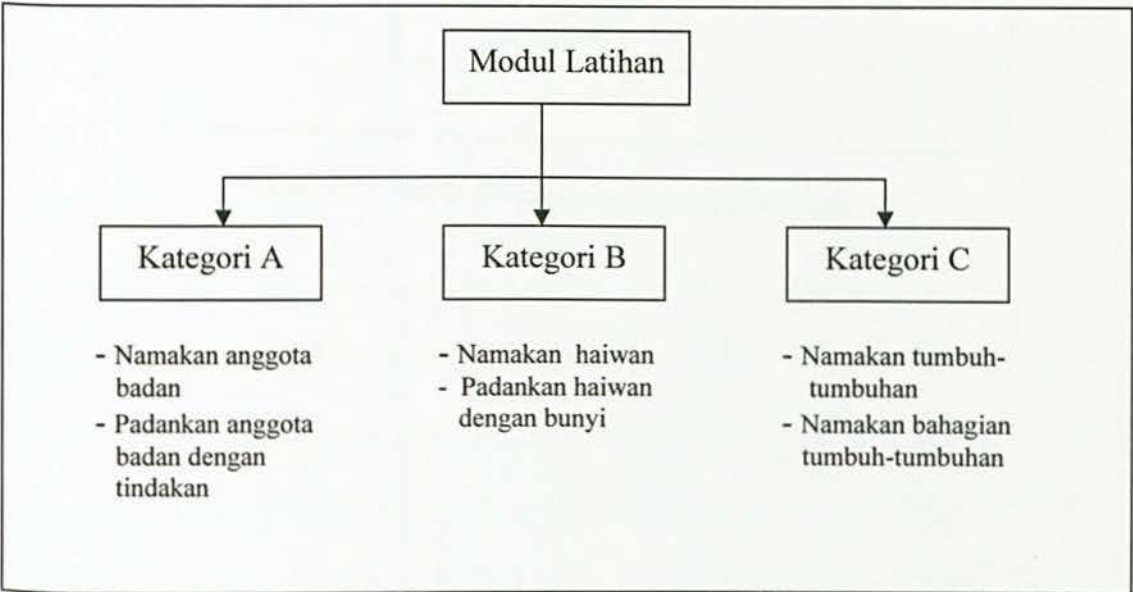 Modul Latihan
Kategori A
- Namakan anggota
badan
- Padankan anggota
badan dengan
tindakan
Kategori B
- Namakan haiwan
- Padankan haiwan
dengan bunyi
Kategori C
- Namakan tumbuh-
tumbuhan
- Namakan bahagian
tumbuh-tumbuhan